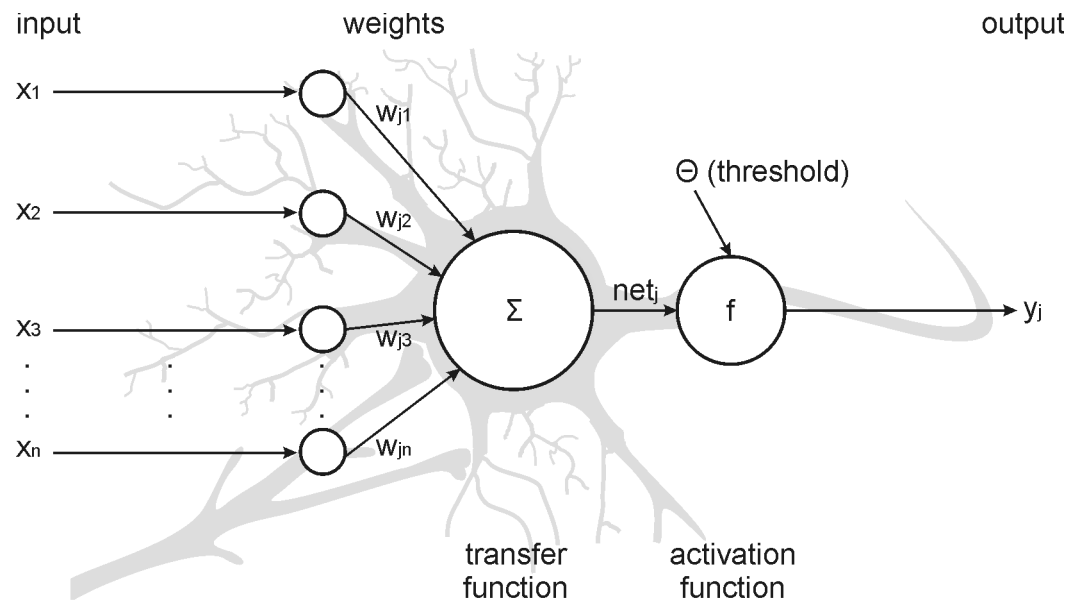 input weights output
x1
wj1
Θ (threshold)
x2
wj2
Σ
netj
f
yj
x3
wj3
xn
wjn
transfer function
activation function